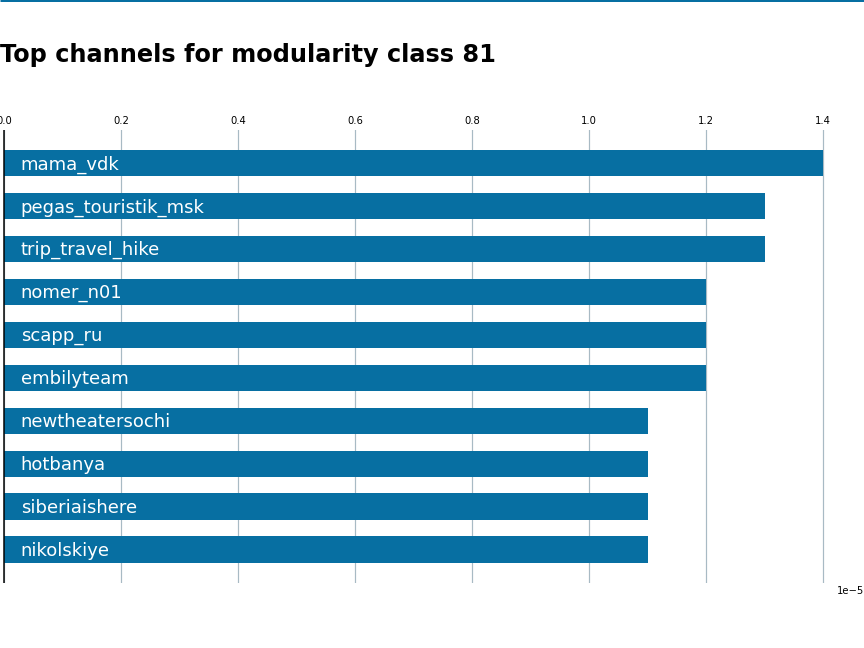 Top channels for modularity class 81
0.0 0.2 0.4 0.6 0.8 1.0 1.2 1.4
mama_vdk
pegas_touristik_msk
trip_travel_hike
nomer_n01
scapp_ru
embilyteam
newtheatersochi
hotbanya
siberiaishere
nikolskiye
1e−5